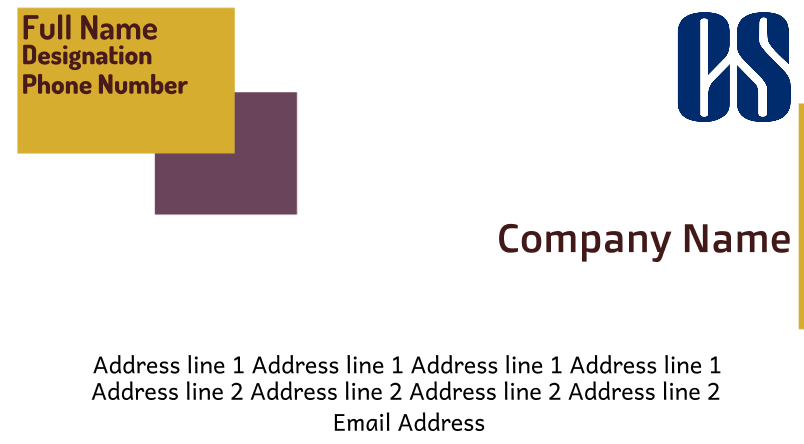 Full Name
Designation
Phone Number
CS
Company Name
Address line 1 Address line 1 Address line 1 Address line 1
Address line 2 Address line 2 Address line 2 Address line 2
Email Address